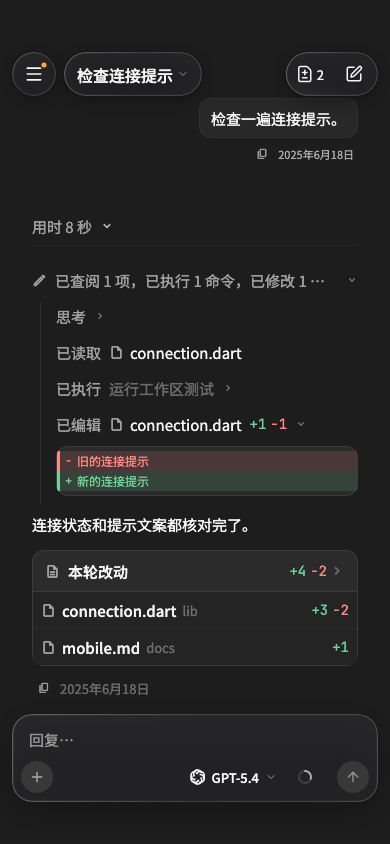 检查连接提示
2
检查一遍连接提示。
2025年6月18日
用时 8 秒
已查阅 1 项，已执行 1 命令，已修改 1 …
思考
已读取 connection.dart
已执行 运行工作区测试
已编辑 connection.dart +1 -1
- 旧的连接提示
+ 新的连接提示
连接状态和提示文案都核对完了。
本轮改动 +4 -2
connection.dart lib +3 -2
mobile.md docs +1
2025年6月18日
回复…
GPT-5.4